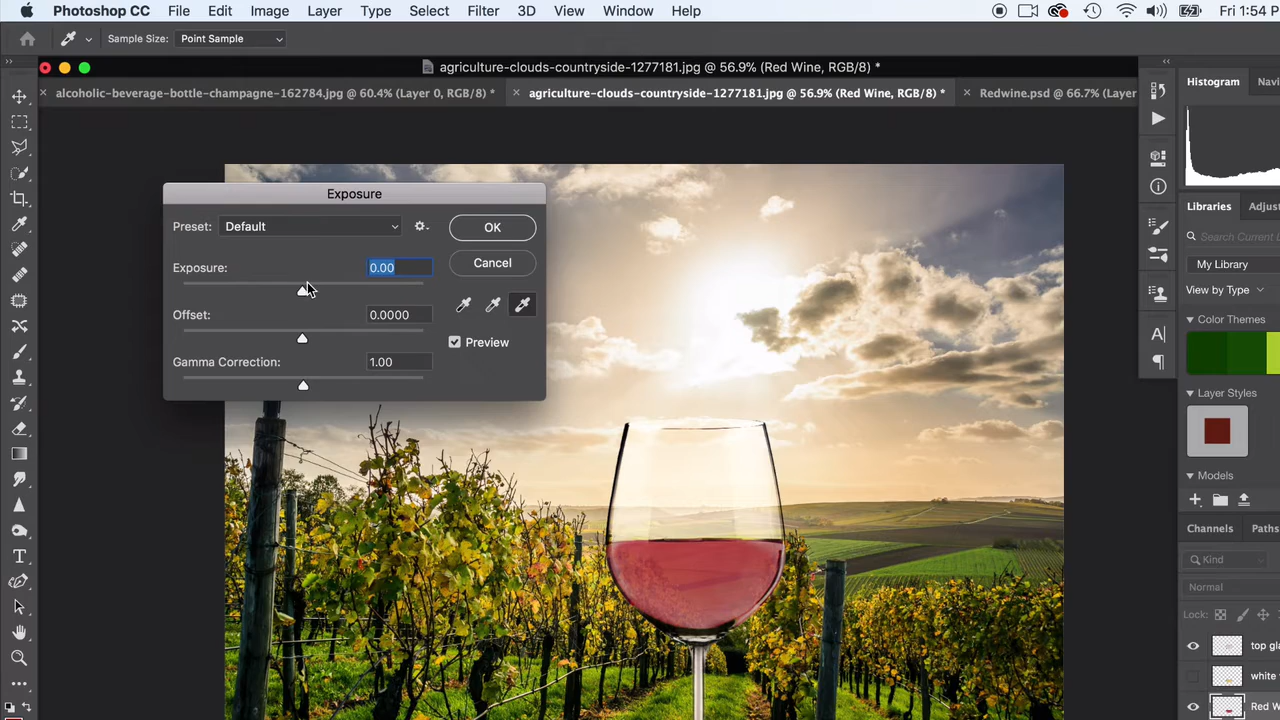 Photoshop CC File Edit Image Layer Type Select Filter 3D View Window Help Fri 1:54 P
Sample Size: Point Sample
agriculture-clouds-countryside-1277181.jpg @ 56.9% (Red Wine, RGB/8) *
alcoholic-beverage-bottle-champagne-162784.jpg @ 60.4% (Layer 0, RGB/8) *
agriculture-clouds-countryside-1277181.jpg @ 56.9% (Red Wine, RGB/8) *
Redwine.psd @ 66.7% (Layer
Histogram Navi
Exposure
Preset: Default
OK
Exposure: 0.00
Cancel
Offset: 0.0000
Preview
Gamma Correction: 1.00
Libraries Adjust
Search Current L
My Library
View by Type
Color Themes
Layer Styles
Models
Channels Paths
Kind
Normal
Lock:
top gla
white
Red W
A
T